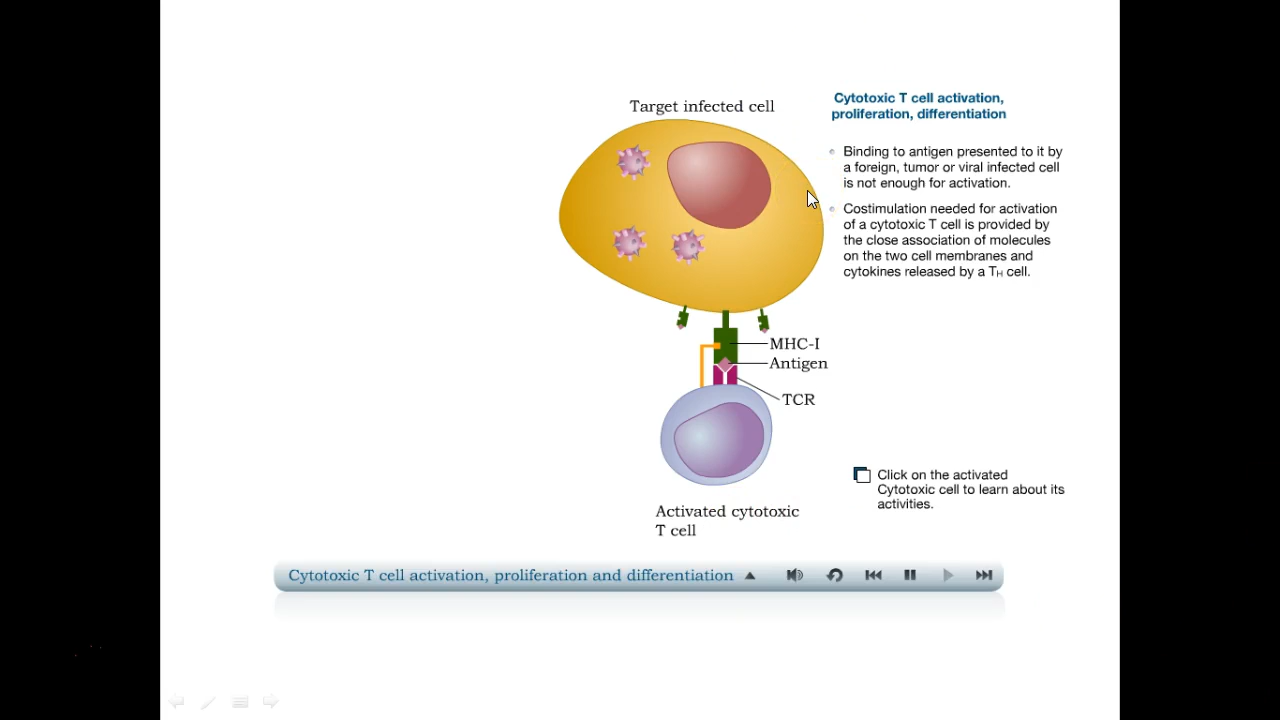 Target infected cell
Cytotoxic T cell activation,
proliferation, differentiation
Binding to antigen presented to it by
a foreign, tumor or viral infected cell
is not enough for activation.
Costimulation needed for activation
of a cytotoxic T cell is provided by
the close association of molecules
on the two cell membranes and
cytokines released by a TH cell.
MHC-I
Antigen
TCR
Click on the activated
Cytotoxic cell to learn about its
activities.
Activated cytotoxic
T cell
Cytotoxic T cell activation, proliferation and differentiation